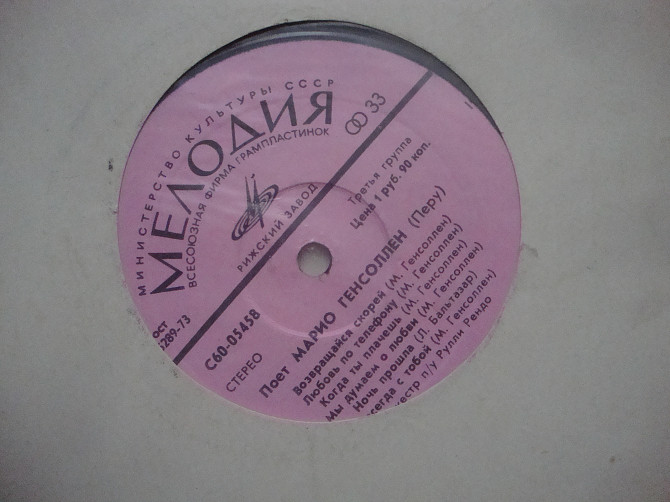 МИНИСТЕРСТВО КУЛЬТУРЫ СССР
МЕЛОДИЯ
ВСЕСОЮЗНАЯ ФИРМА ГРАМПЛАСТИНОК
33
РИЖСКИЙ ЗАВОД
ОСТ
5289-73
С60-05458
СТЕРЕО
Третья группа
Цена 1 руб. 90 коп.
Поет МАРИО ГЕНСОЛЛЕН (Перу)
Возвращайся скорей (М. Генсоллен)
Любовь по телефону (М. Генсоллен)
Когда ты плачешь (М. Генсоллен)
Мы думаем о любви (М. Генсоллен)
Ночь прошла (Л. Бальтазар)
сегда с тобой (М. Генсоллен)
кестр п/у Рулли Рендо